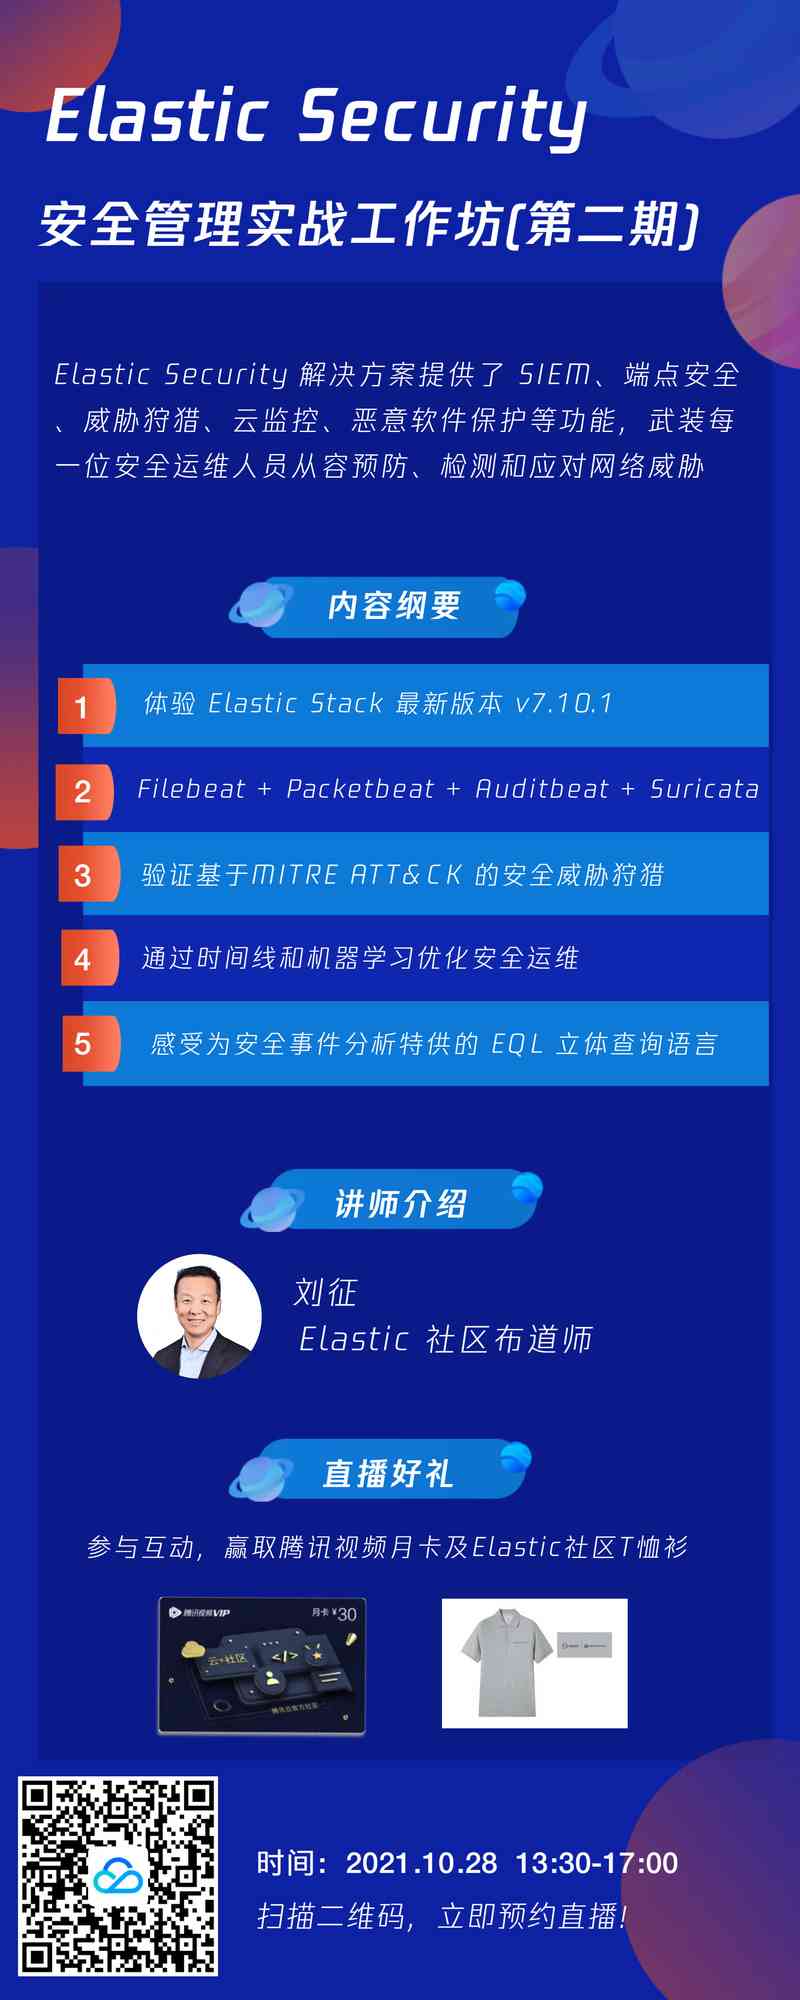 Elastic Security
安全管理实战工作坊(第二期)
Elastic Security 解决方案提供了 SIEM、端点安全
、威胁狩猎、云监控、恶意软件保护等功能，武装每
一位安全运维人员从容预防、检测和应对网络威胁
内容纲要
1 体验 Elastic Stack 最新版本 v7.10.1
2 Filebeat + Packetbeat + Auditbeat + Suricata
3 验证基于MITRE ATT&CK 的安全威胁狩猎
4 通过时间线和机器学习优化安全运维
5 感受为安全事件分析特供的 EQL 立体查询语言
讲师介绍
刘征
Elastic 社区布道师
直播好礼
参与互动，赢取腾讯视频月卡及Elastic社区T恤衫
腾讯视频VIP 月卡 ¥30
云+社区
</>
腾讯云官方社区
时间：2021.10.28 13:30-17:00
扫描二维码，立即预约直播!